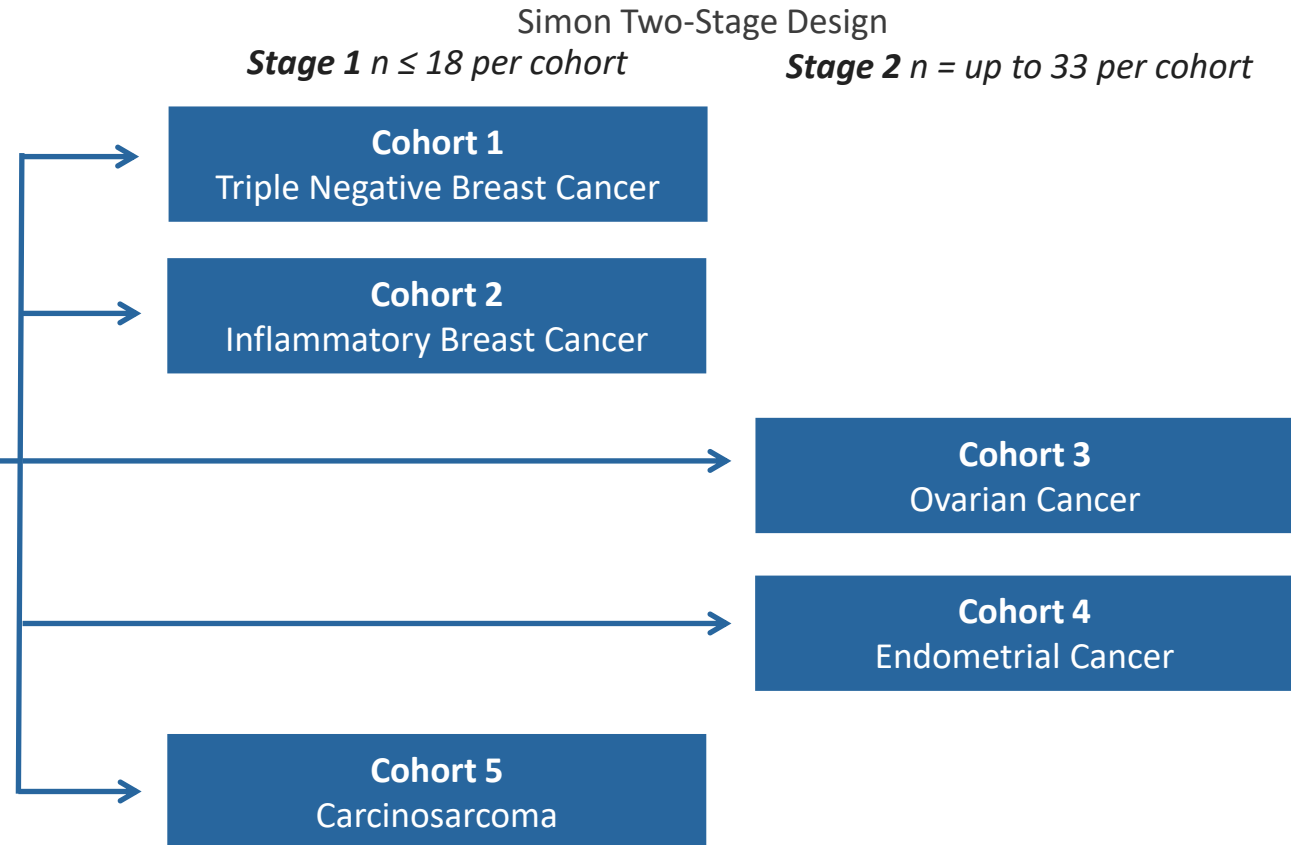 Simon Two-Stage Design
Stage 1 n ≤ 18 per cohort
Stage 2 n = up to 33 per cohort
Cohort 1
Triple Negative Breast Cancer
Cohort 2
Inflammatory Breast Cancer
Cohort 3
Ovarian Cancer
Cohort 4
Endometrial Cancer
Cohort 5
Carcinosarcoma